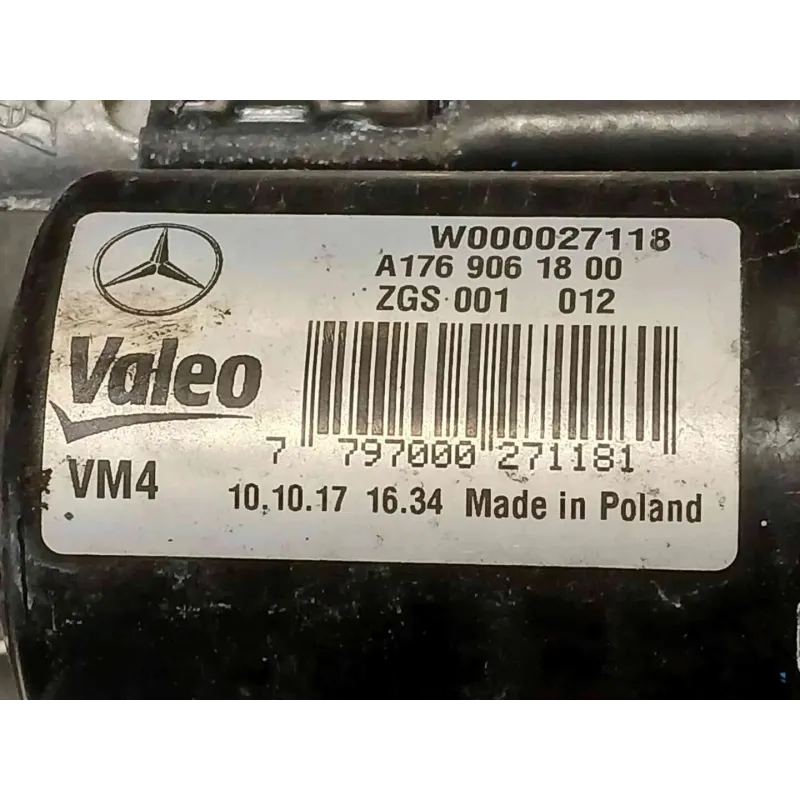 W000027118
A176 906 18 00
ZGS 001 012
Valeo
7 797000 271181
VM4
10.10.17 16.34 Made in Poland